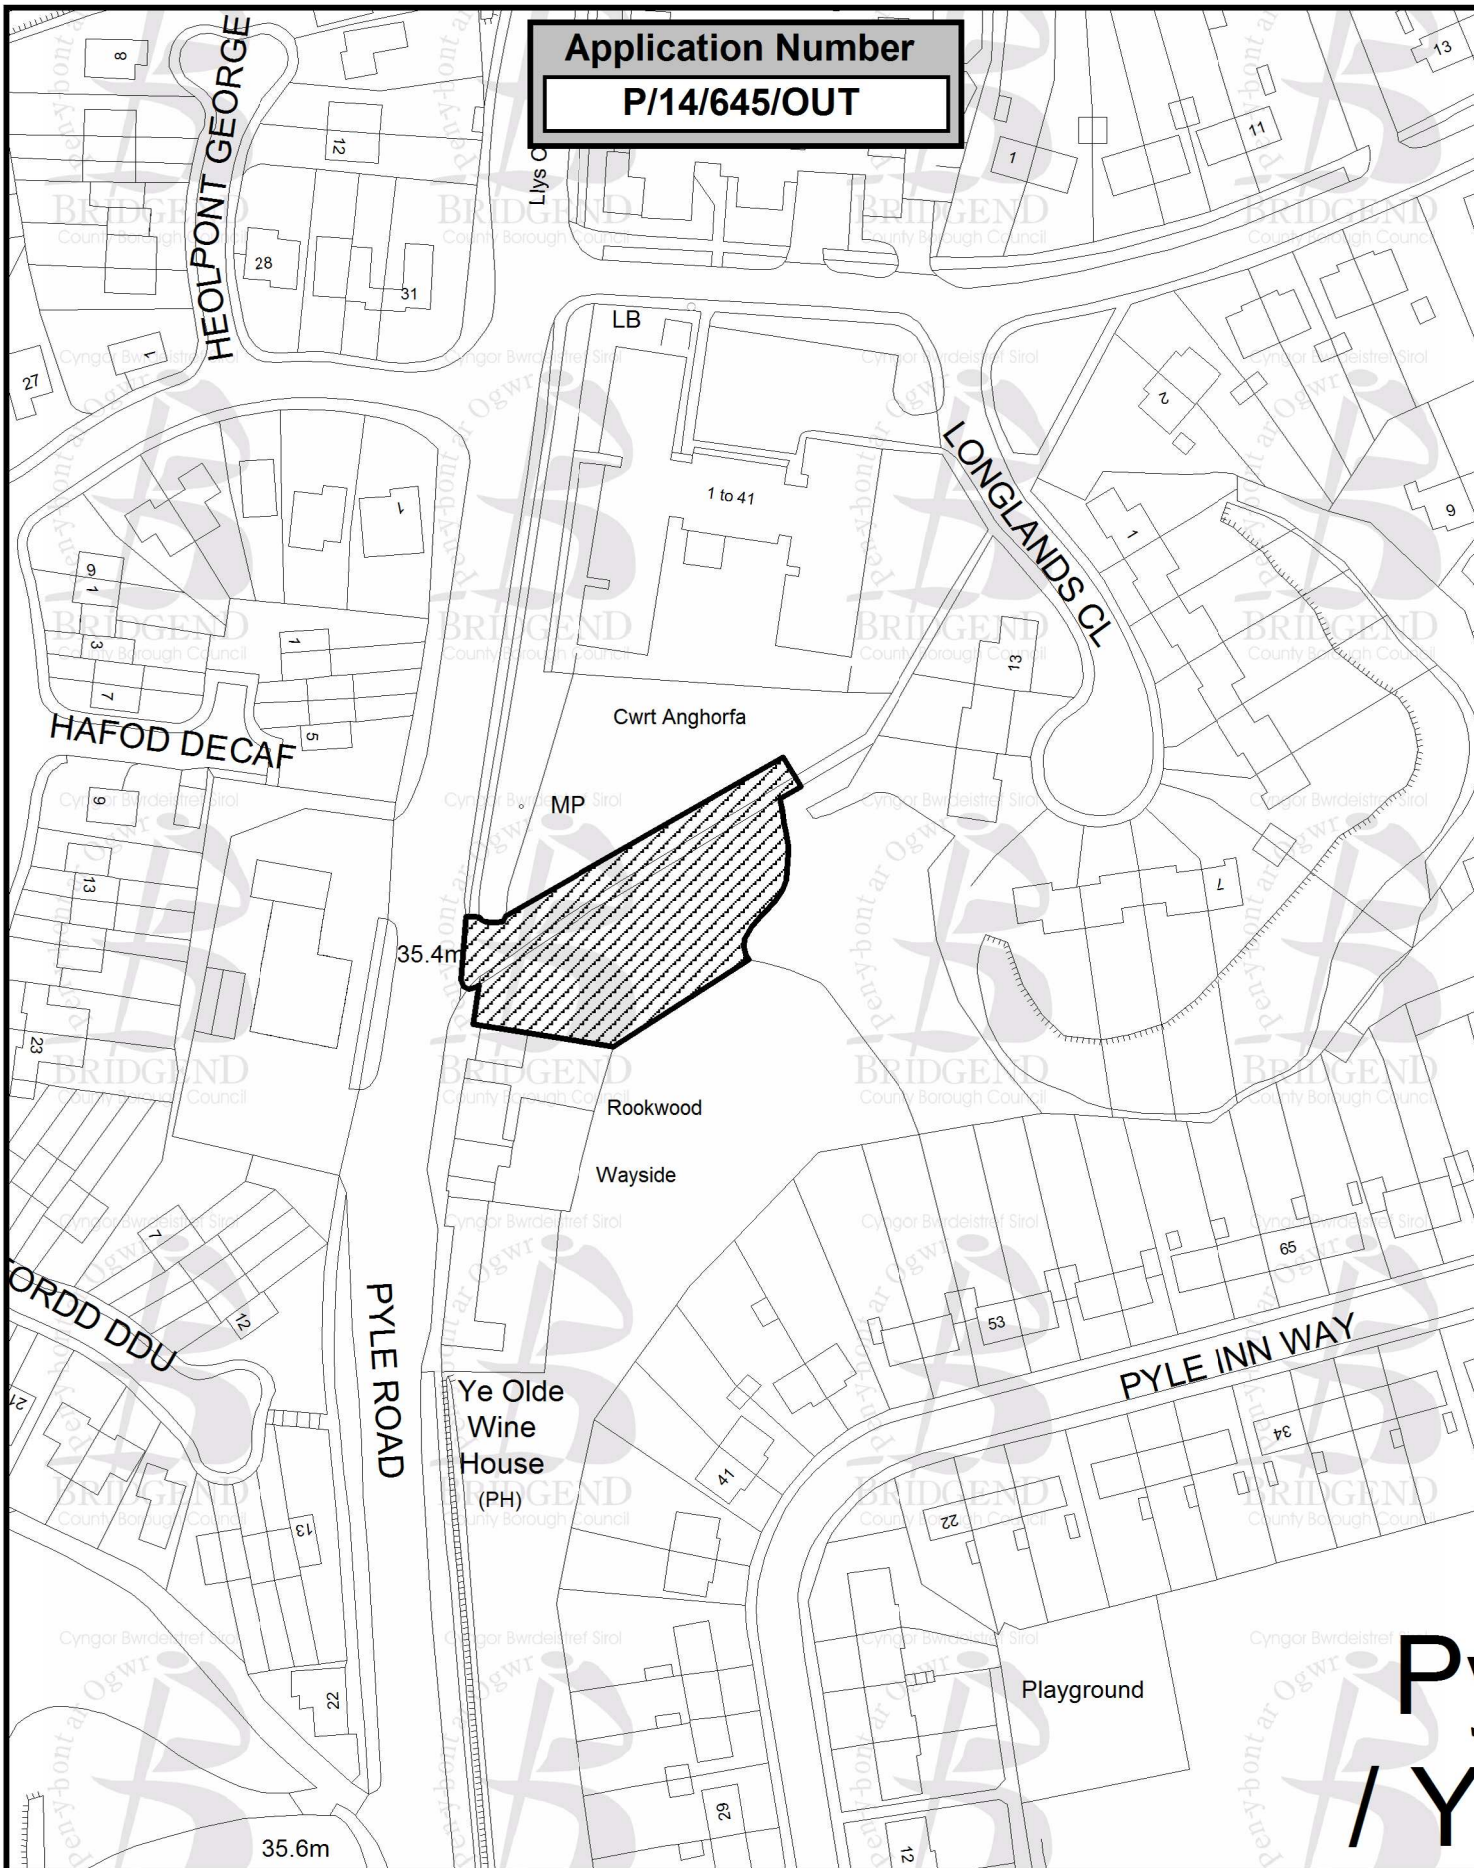 Application Number
P/14/645/OUT
HEOLPONT GEORGE
8
12
28
31
1
27
Llys
1
11
13
LB
1 to 41
LONGLANDS CL
2
9
1
13
1
9
1
3
7
1
5
HAFOD DECAF
Cwrt Anghorfa
MP
9
13
23
35.4m
7
Rookwood
Wayside
7
12
ORDD DDU
21
PYLE ROAD
Ye Olde
Wine
House
(PH)
65
53
PYLE INN WAY
34
41
22
13
22
Playground
29
12
35.6m
/ Y
Cyngor Bwrdeistref Sirol
Pen-y-bont ar Ogwr
BRIDGEND
County Borough Council